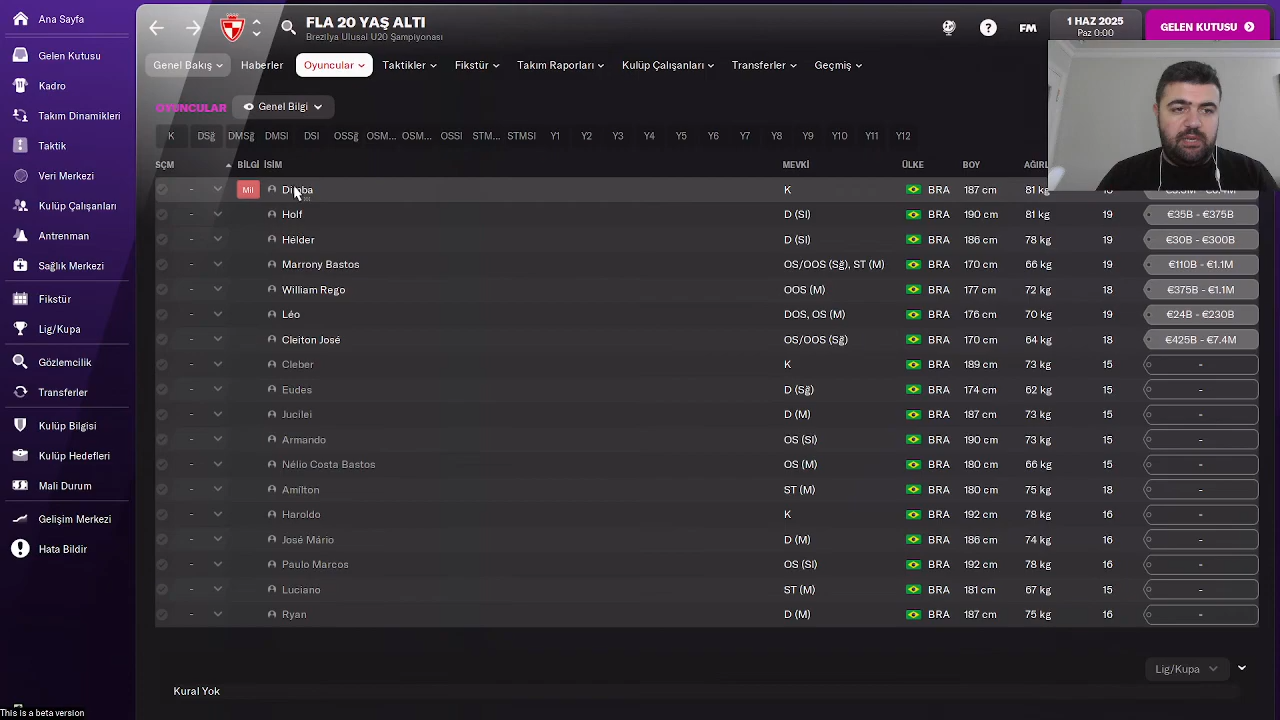 Ana Sayfa
Gelen Kutusu
Kadro
Takım Dinamikleri
Taktik
Veri Merkezi
Kulüp Çalışanları
Antrenman
Sağlık Merkezi
Fikstür
Lig/Kupa
Gözlemcilik
Transferler
Kulüp Bilgisi
Kulüp Hedefleri
Mali Durum
Gelişim Merkezi
Hata Bildir
This is a beta version
FLA 20 YAŞ ALTI
Brezilya Ulusal U20 Şampiyonası
FM
1 HAZ 2025
Paz 0:00
GELEN KUTUSU
Genel Bakış Haberler Oyuncular Taktikler Fikstür Takım Raporları Kulüp Çalışanları Transferler Geçmiş
OYUNCULAR Genel Bilgi
K DSğ DMSğ DMSI DSI OSSğ OSM... OSM... OSSI STM... STMSI Y1 Y2 Y3 Y4 Y5 Y6 Y7 Y8 Y9 Y10 Y11 Y12
SÇM BİLGİ İSİM MEVKİ ÜLKE BOY AĞIRL
- Mil K BRA 187 cm 81 kg
- Holf D (SI) BRA 190 cm 81 kg 19 €35B - €375B
- Hélder D (SI) BRA 186 cm 78 kg 19 €30B - €300B
- Marrony Bastos OS/OOS (Sğ), ST (M) BRA 170 cm 66 kg 19 €110B - €1.1M
- William Rego OOS (M) BRA 177 cm 72 kg 18 €375B - €1.1M
- Léo DOS, OS (M) BRA 176 cm 70 kg 19 €24B - €230B
- Cleiton José OS/OOS (Sğ) BRA 170 cm 64 kg 18 €425B - €7.4M
- Cleber K BRA 189 cm 73 kg 15 -
- Eudes D (Sğ) BRA 174 cm 62 kg 15 -
- Jucilei D (M) BRA 187 cm 73 kg 15 -
- Armando OS (SI) BRA 190 cm 73 kg 15 -
- Nélio Costa Bastos OS (M) BRA 180 cm 66 kg 15 -
- Amílton ST (M) BRA 180 cm 75 kg 18 -
- Haroldo K BRA 192 cm 78 kg 16 -
- José Mário D (M) BRA 186 cm 74 kg 16 -
- Paulo Marcos OS (SI) BRA 192 cm 78 kg 16 -
- Luciano ST (M) BRA 181 cm 67 kg 15 -
- Ryan D (M) BRA 187 cm 75 kg 16 -
Lig/Kupa
Kural Yok